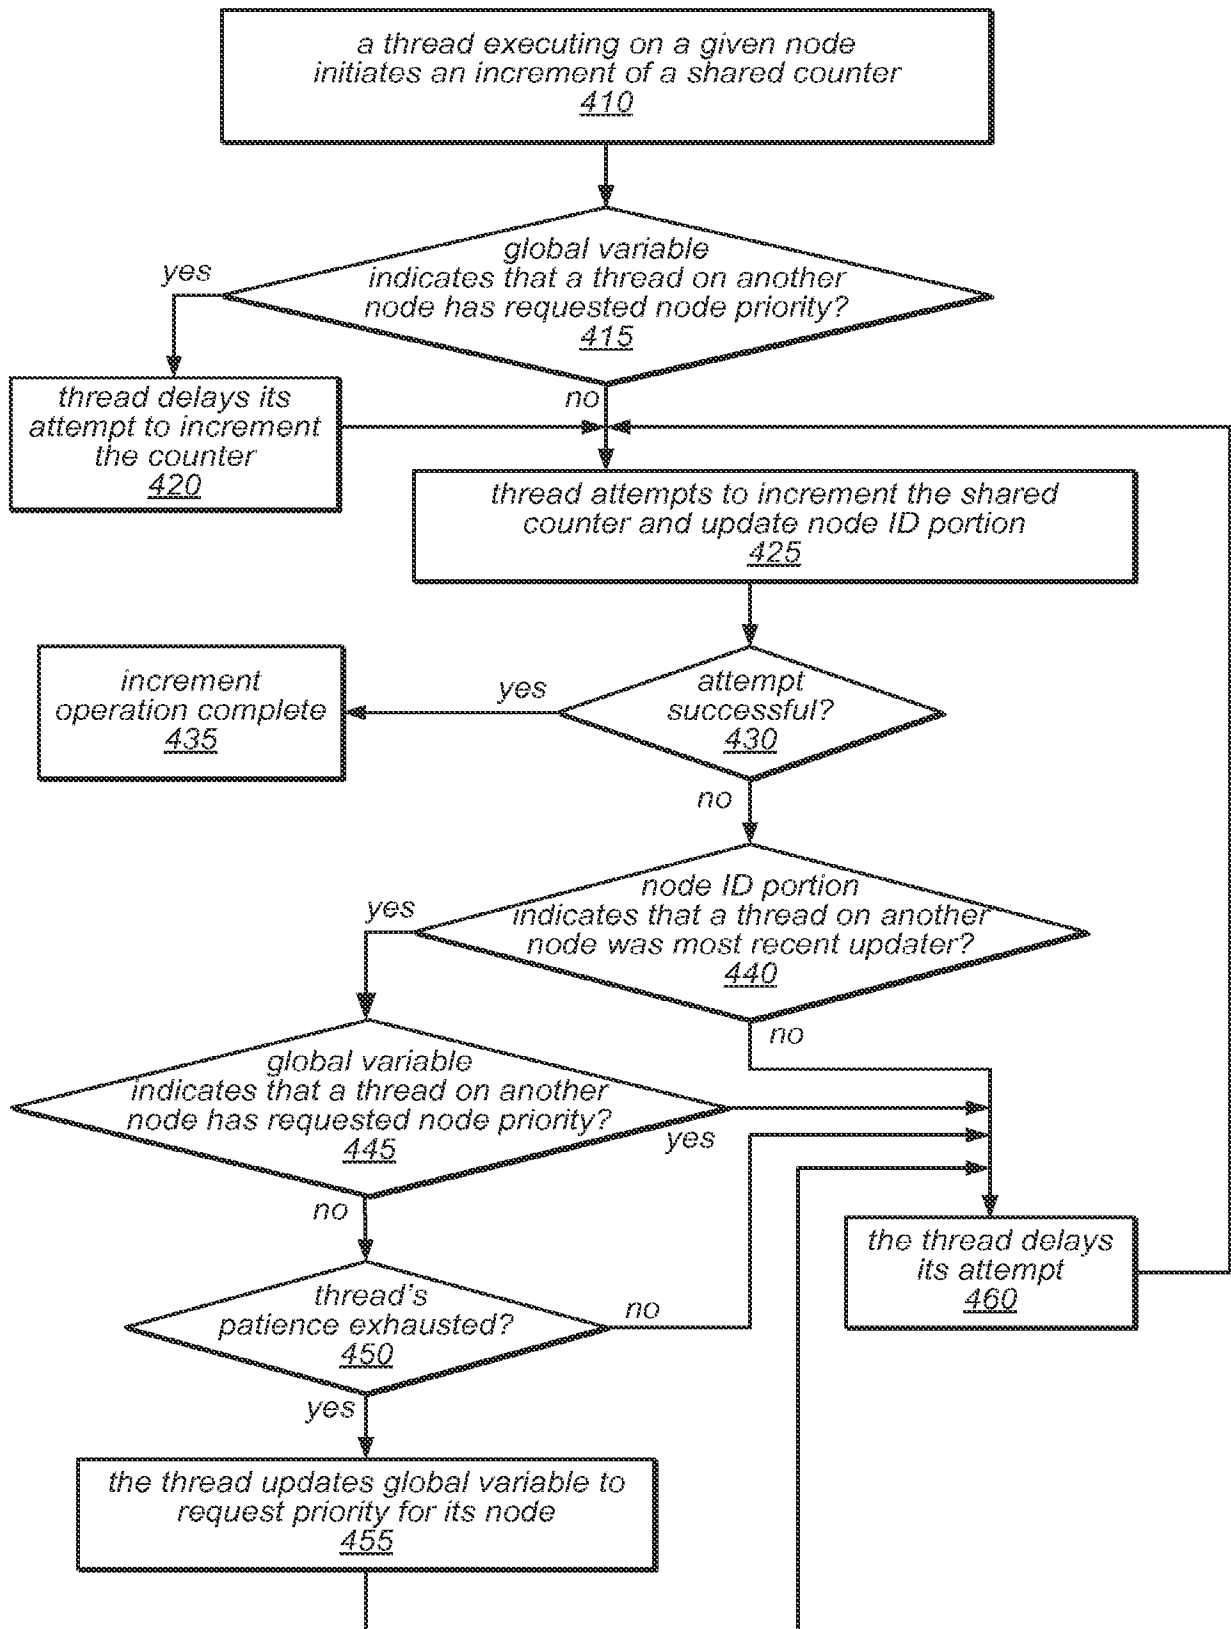 a thread executing on a given node
initiates an increment of a shared counter
410
global variable
indicates that a thread on another
node has requested node priority?
415
yes
no
thread delays its
attempt to increment
the counter
420
thread attempts to increment the shared
counter and update node ID portion
425
attempt
successful?
430
yes
increment
operation complete
435
no
node ID portion
indicates that a thread on another
node was most recent updater?
440
yes
no
global variable
indicates that a thread on another
node has requested node priority?
445
yes
no
the thread delays
its attempt
460
thread's
patience exhausted?
450
no
yes
the thread updates global variable to
request priority for its node
455